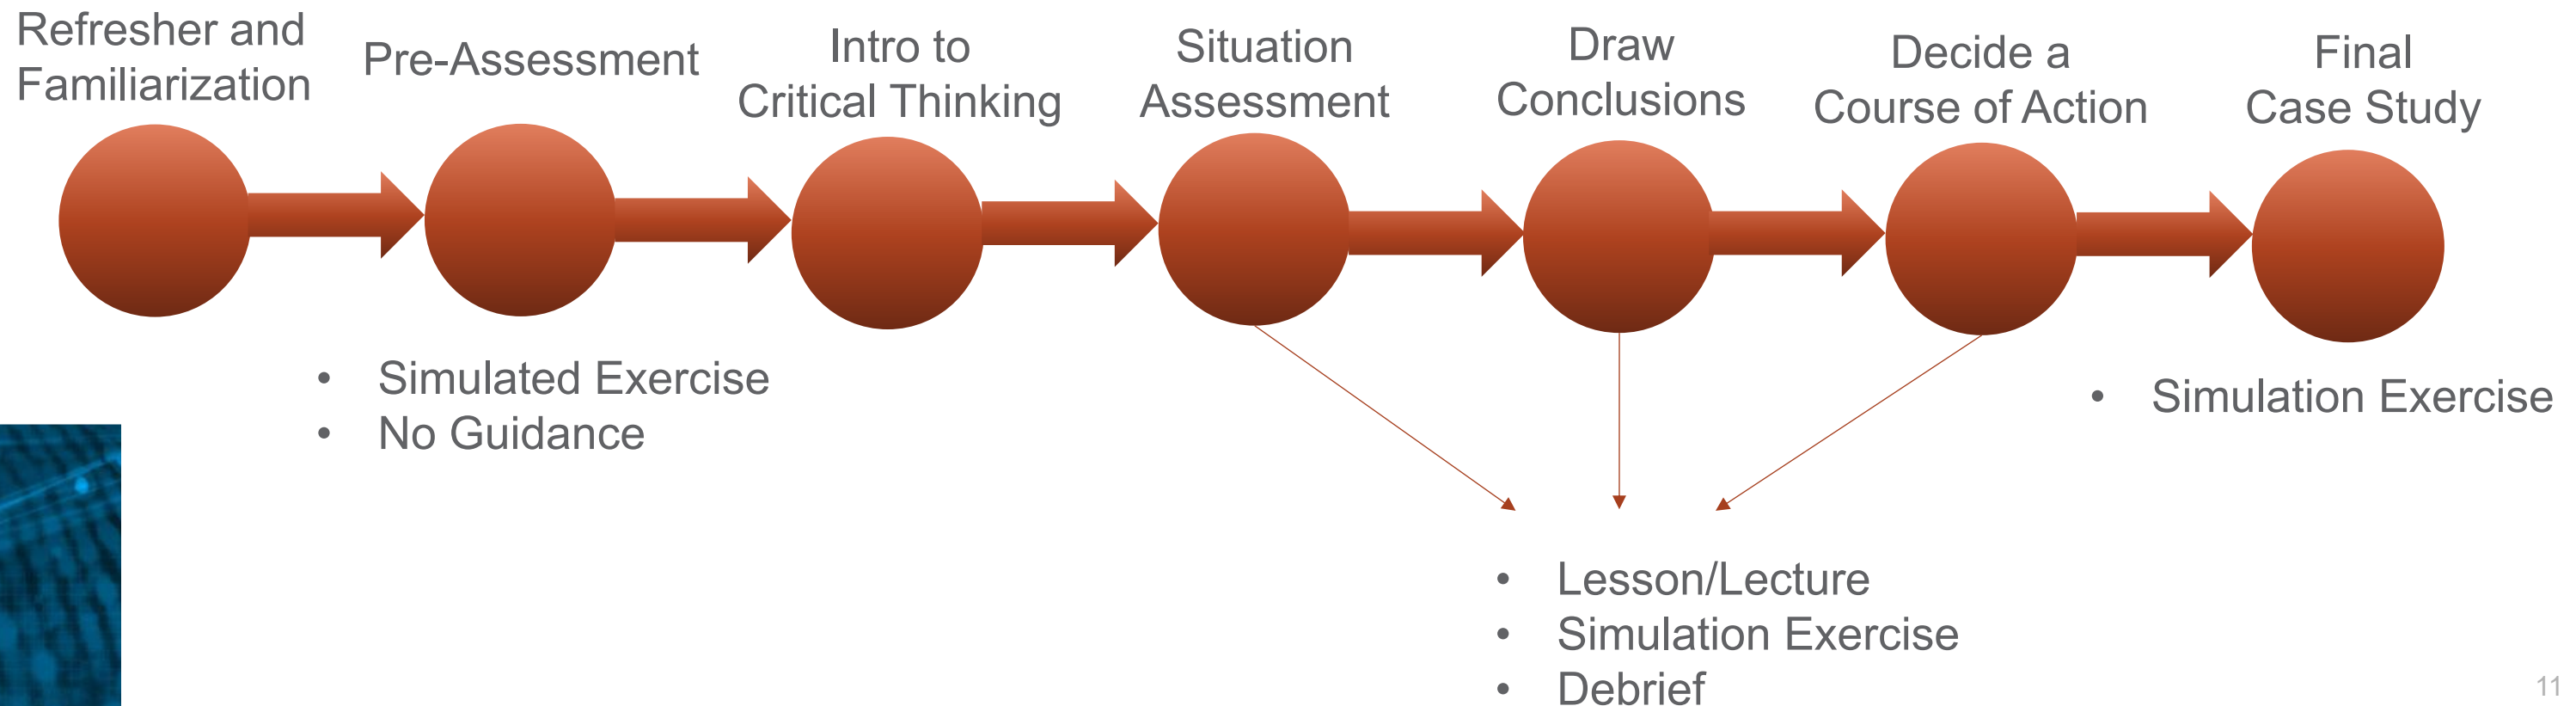 Refresher and
Familiarization
Pre-Assessment
Intro to
Critical Thinking
Situation
Assessment
Draw
Conclusions
Decide a
Course of Action
Final
Case Study
• Simulated Exercise
• No Guidance
• Simulation Exercise
• Lesson/Lecture
• Simulation Exercise
• Debrief
11